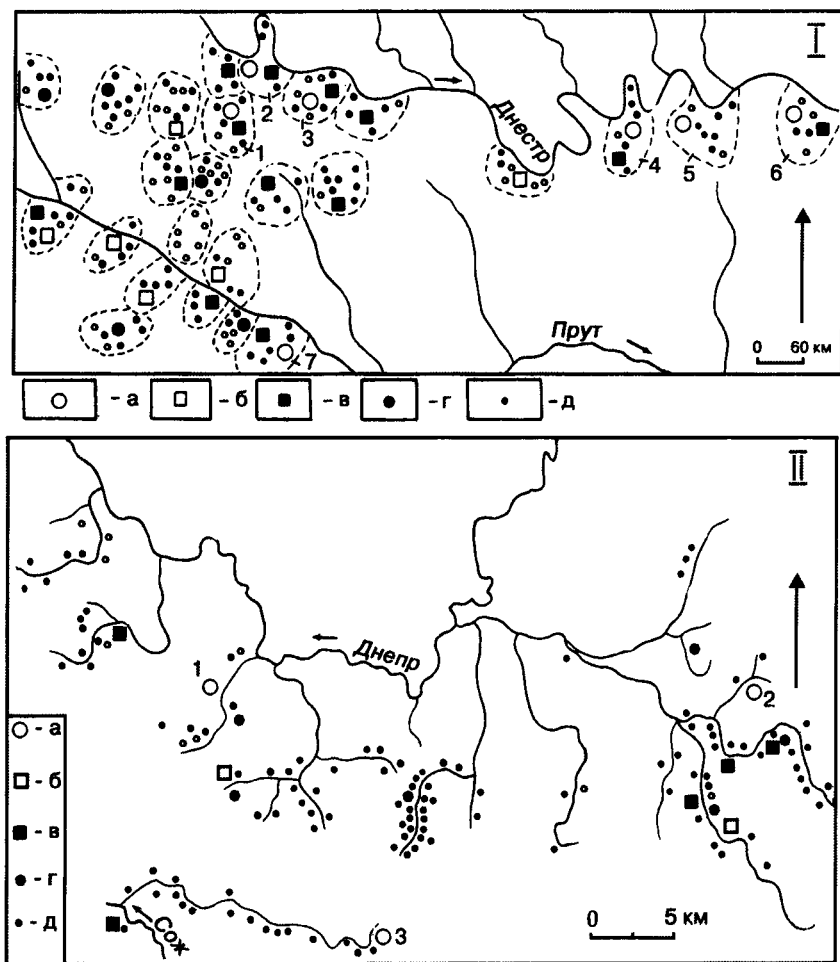 I
Днестр
1
2
3
4
5
6
7
Прут
0 60 км
- а
- б
- в
- г
- д
II
1
2
Днепр
- а
- б
- в
- г
- д
Сож
3
0 5 км